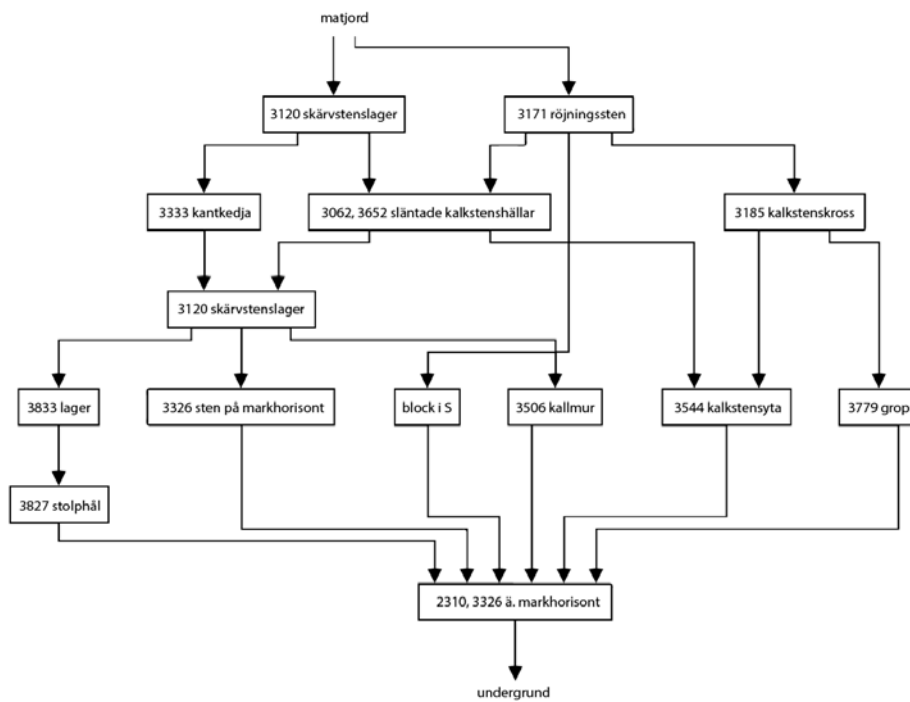 matjord
3120 skärvstenslager
3171 röjningssten
3333 kantkedja
3062, 3652 släntade kalkstenshällar
3185 kalkstenskross
3120 skärvstenslager
3833 lager
3326 sten på markhorisont
block i S
3506 kallmur
3544 kalkstensyta
3779 grop
3827 stolphål
2310, 3326 ä. markhorisont
undergrund